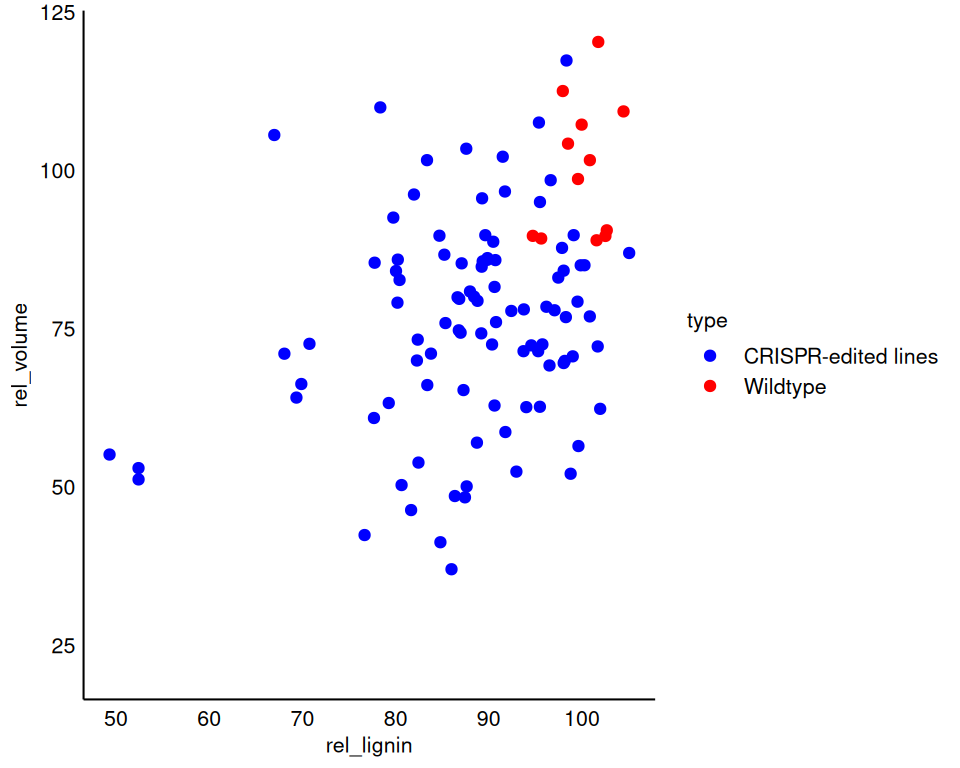 125
100
75
50
25
rel_volume
50 60 70 80 90 100
rel_lignin
type
CRISPR-edited lines
Wildtype